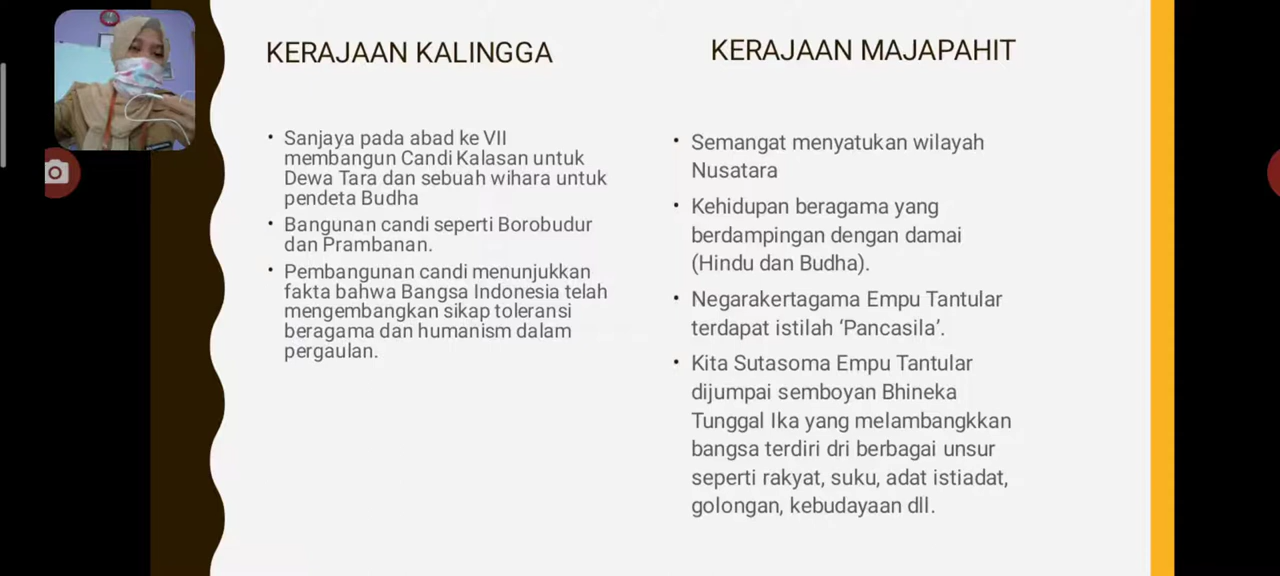 KERAJAAN KALINGGA
• Sanjaya pada abad ke VII
membangun Candi Kalasan untuk
Dewa Tara dan sebuah wihara untuk
pendeta Budha
• Bangunan candi seperti Borobudur
dan Prambanan.
• Pembangunan candi menunjukkan
fakta bahwa Bangsa Indonesia telah
mengembangkan sikap toleransi
beragama dan humanism dalam
pergaulan.
KERAJAAN MAJAPAHIT
• Semangat menyatukan wilayah
Nusatara
• Kehidupan beragama yang
berdampingan dengan damai
(Hindu dan Budha).
• Negarakertagama Empu Tantular
terdapat istilah ‘Pancasila’.
• Kita Sutasoma Empu Tantular
dijumpai semboyan Bhineka
Tunggal Ika yang melambangkkan
bangsa terdiri dri berbagai unsur
seperti rakyat, suku, adat istiadat,
golongan, kebudayaan dll.